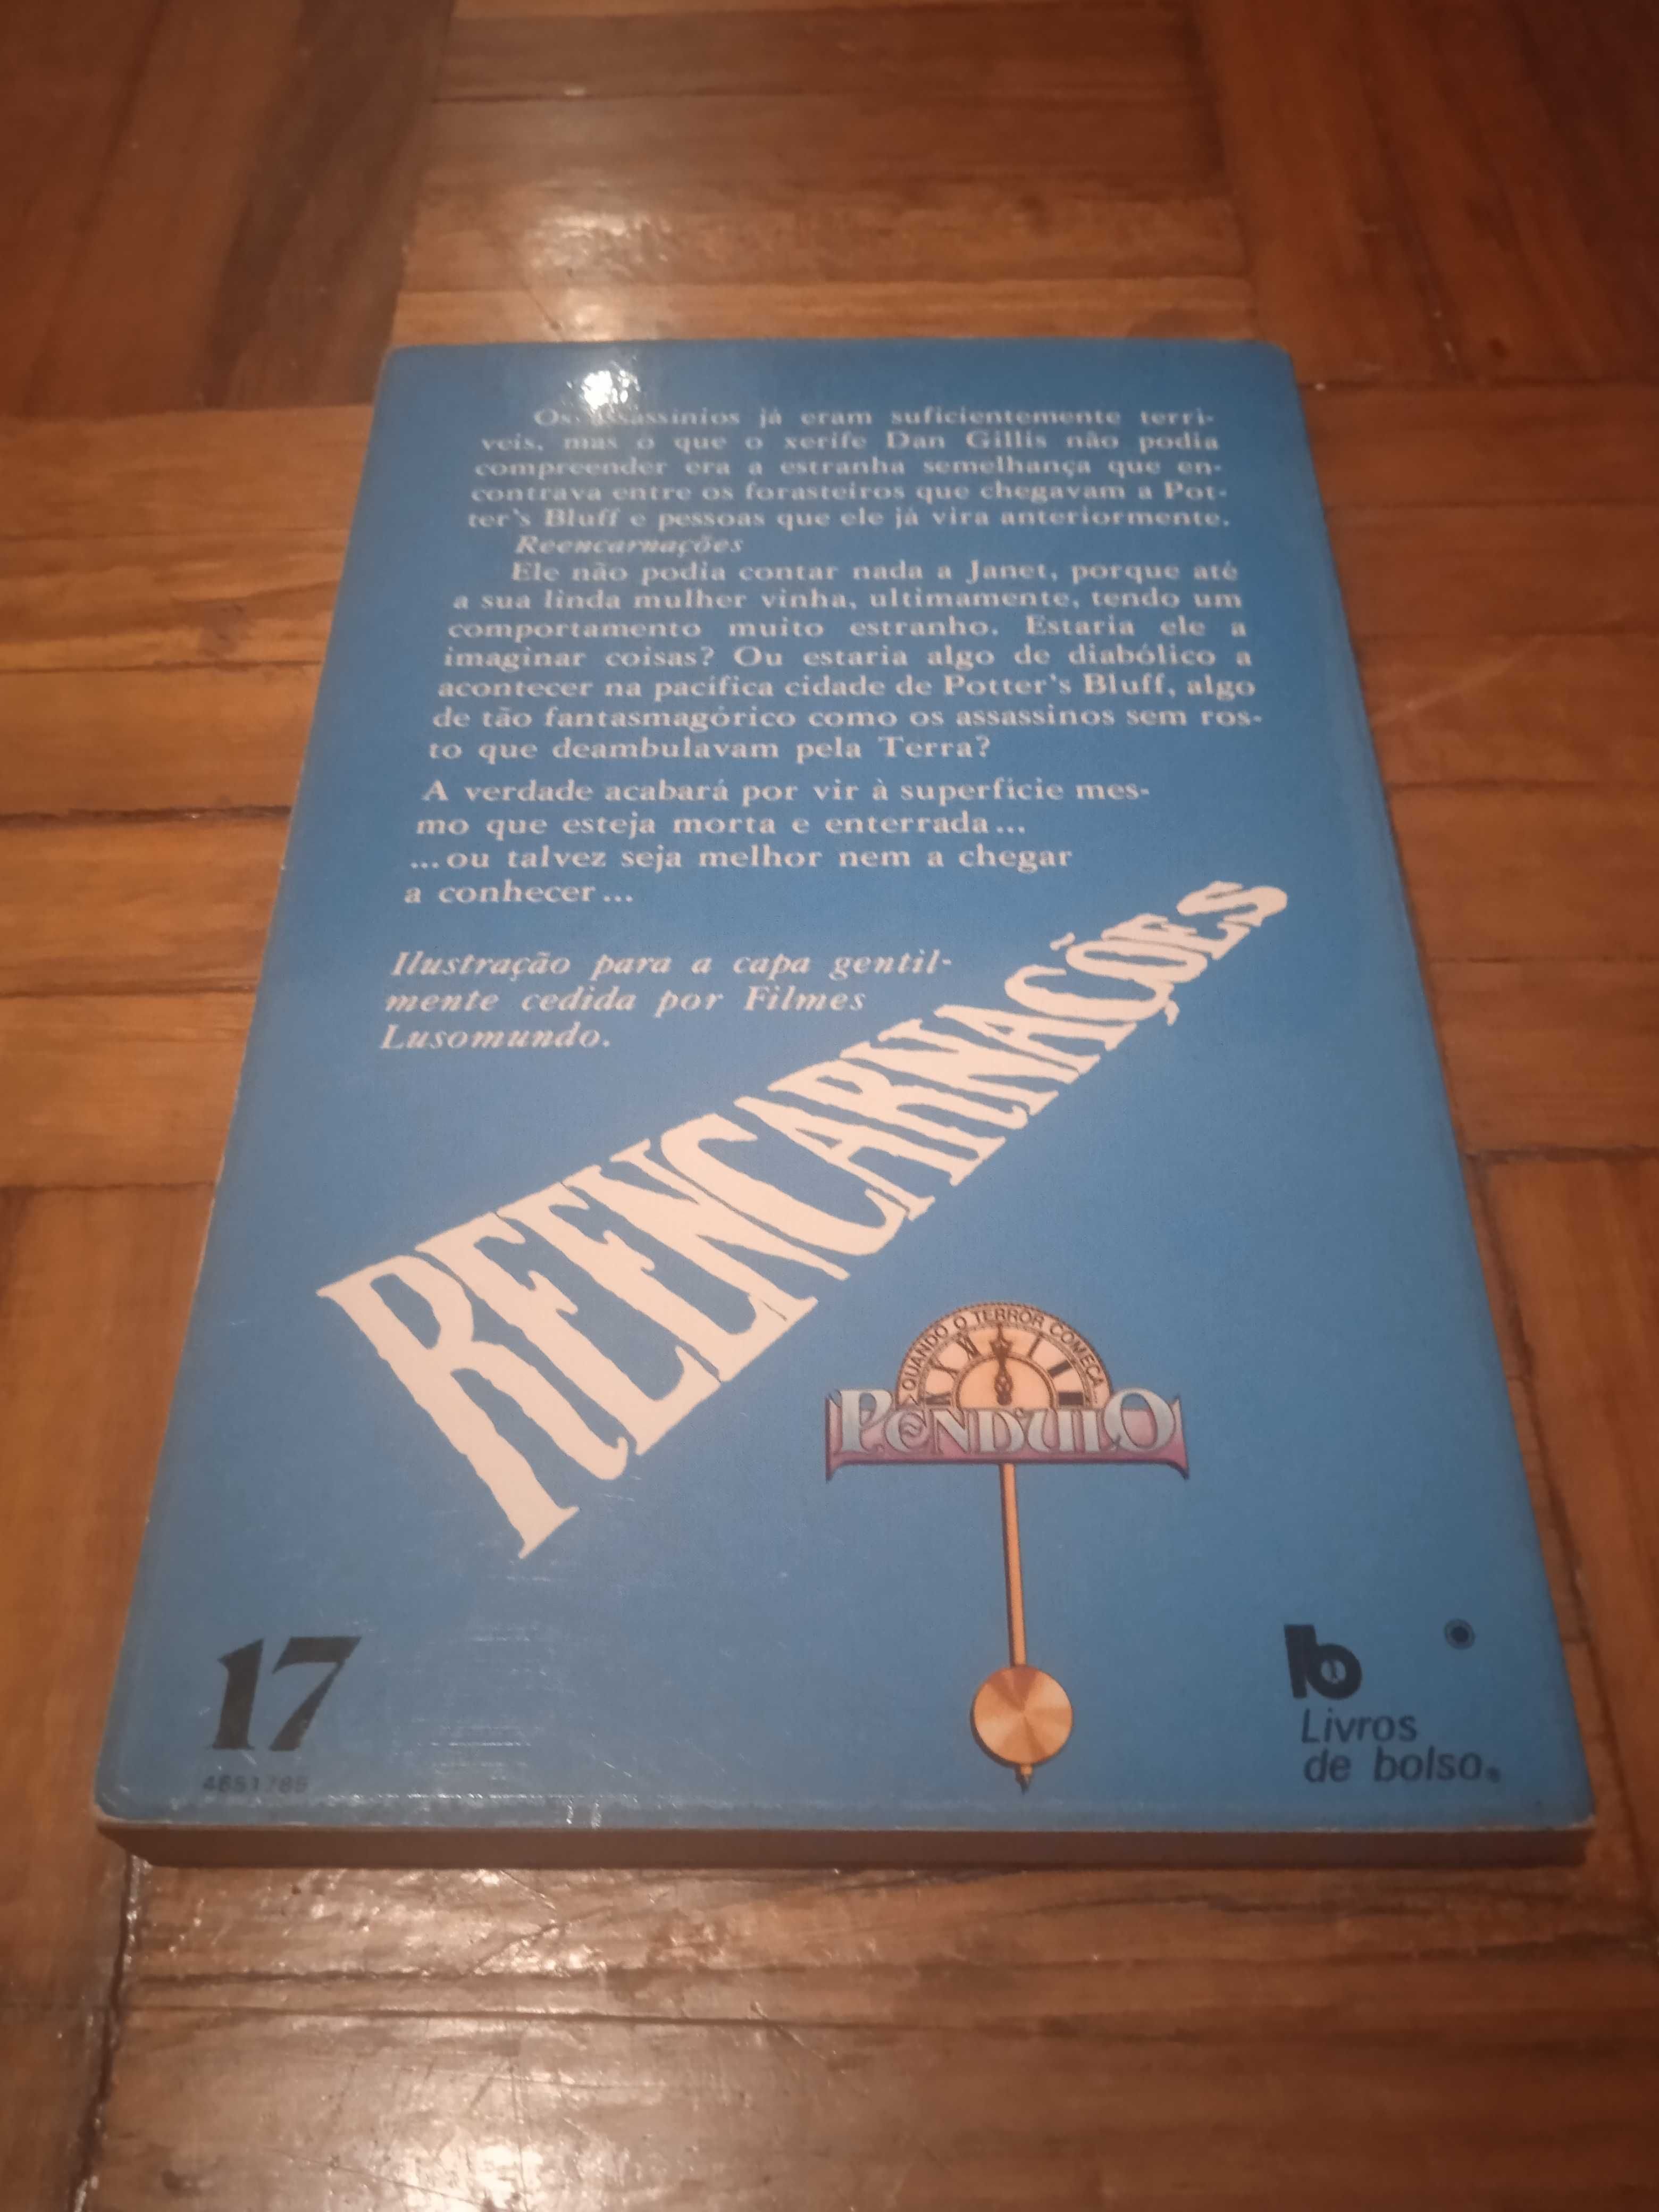 Os assassínios já eram suficientemente terrí-
veis, mas o que o xerife Dan Gillis não podia
compreender era a estranha semelhança que en-
contrava entre os forasteiros que chegavam a Pot-
ter's Bluff e pessoas que ele já vira anteriormente.
Reencarnações
Ele não podia contar nada a Janet, porque até
a sua linda mulher vinha, ultimamente, tendo um
comportamento muito estranho. Estaria ele a
imaginar coisas? Ou estaria algo de diabólico a
acontecer na pacífica cidade de Potter's Bluff, algo
de tão fantasmagórico como os assassinos sem ros-
to que deambulavam pela Terra?
A verdade acabará por vir à superfície mes-
mo que esteja morta e enterrada...
...ou talvez seja melhor nem a chegar
a conhecer...
Ilustração para a capa gentil-
mente cedida por Filmes
Lusomundo.
REENCARNAÇÕES
QUANDO O TERROR COMEÇA
PÊNDULO
17
4651785
lb
Livros
de bolso